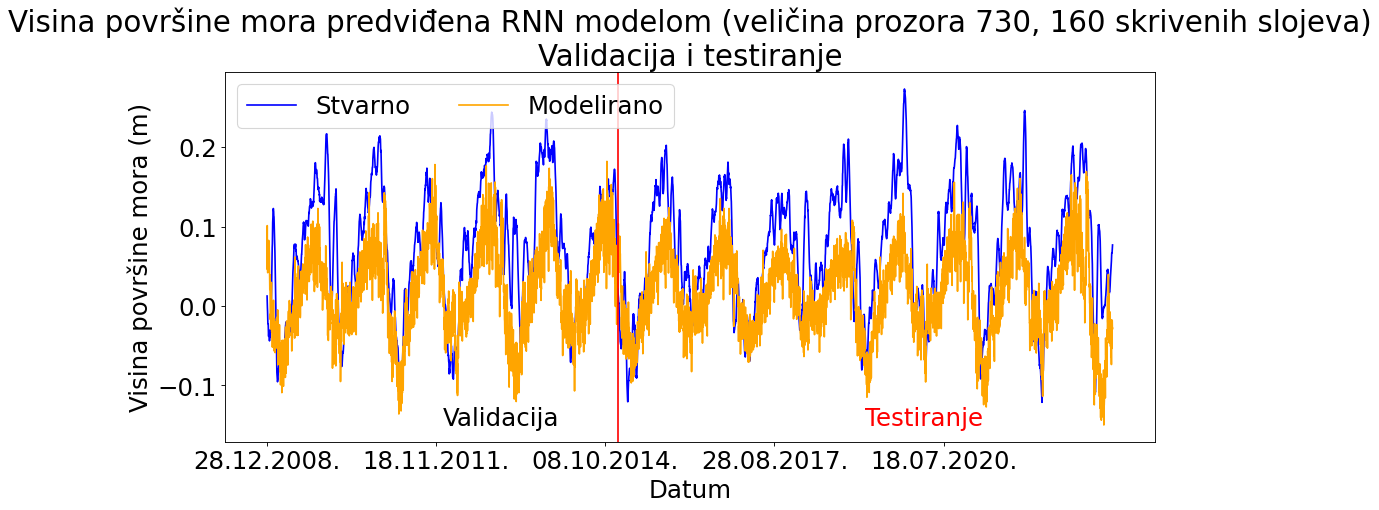 Visina površine mora predviđena RNN modelom (veličina prozora 730, 160 skrivenih slojeva)
Validacija i testiranje
Stvarno Modelirano
Visina površine mora (m)
0.2
0.1
0.0
−0.1
Validacija Testiranje
28.12.2008. 18.11.2011. 08.10.2014. 28.08.2017. 18.07.2020.
Datum